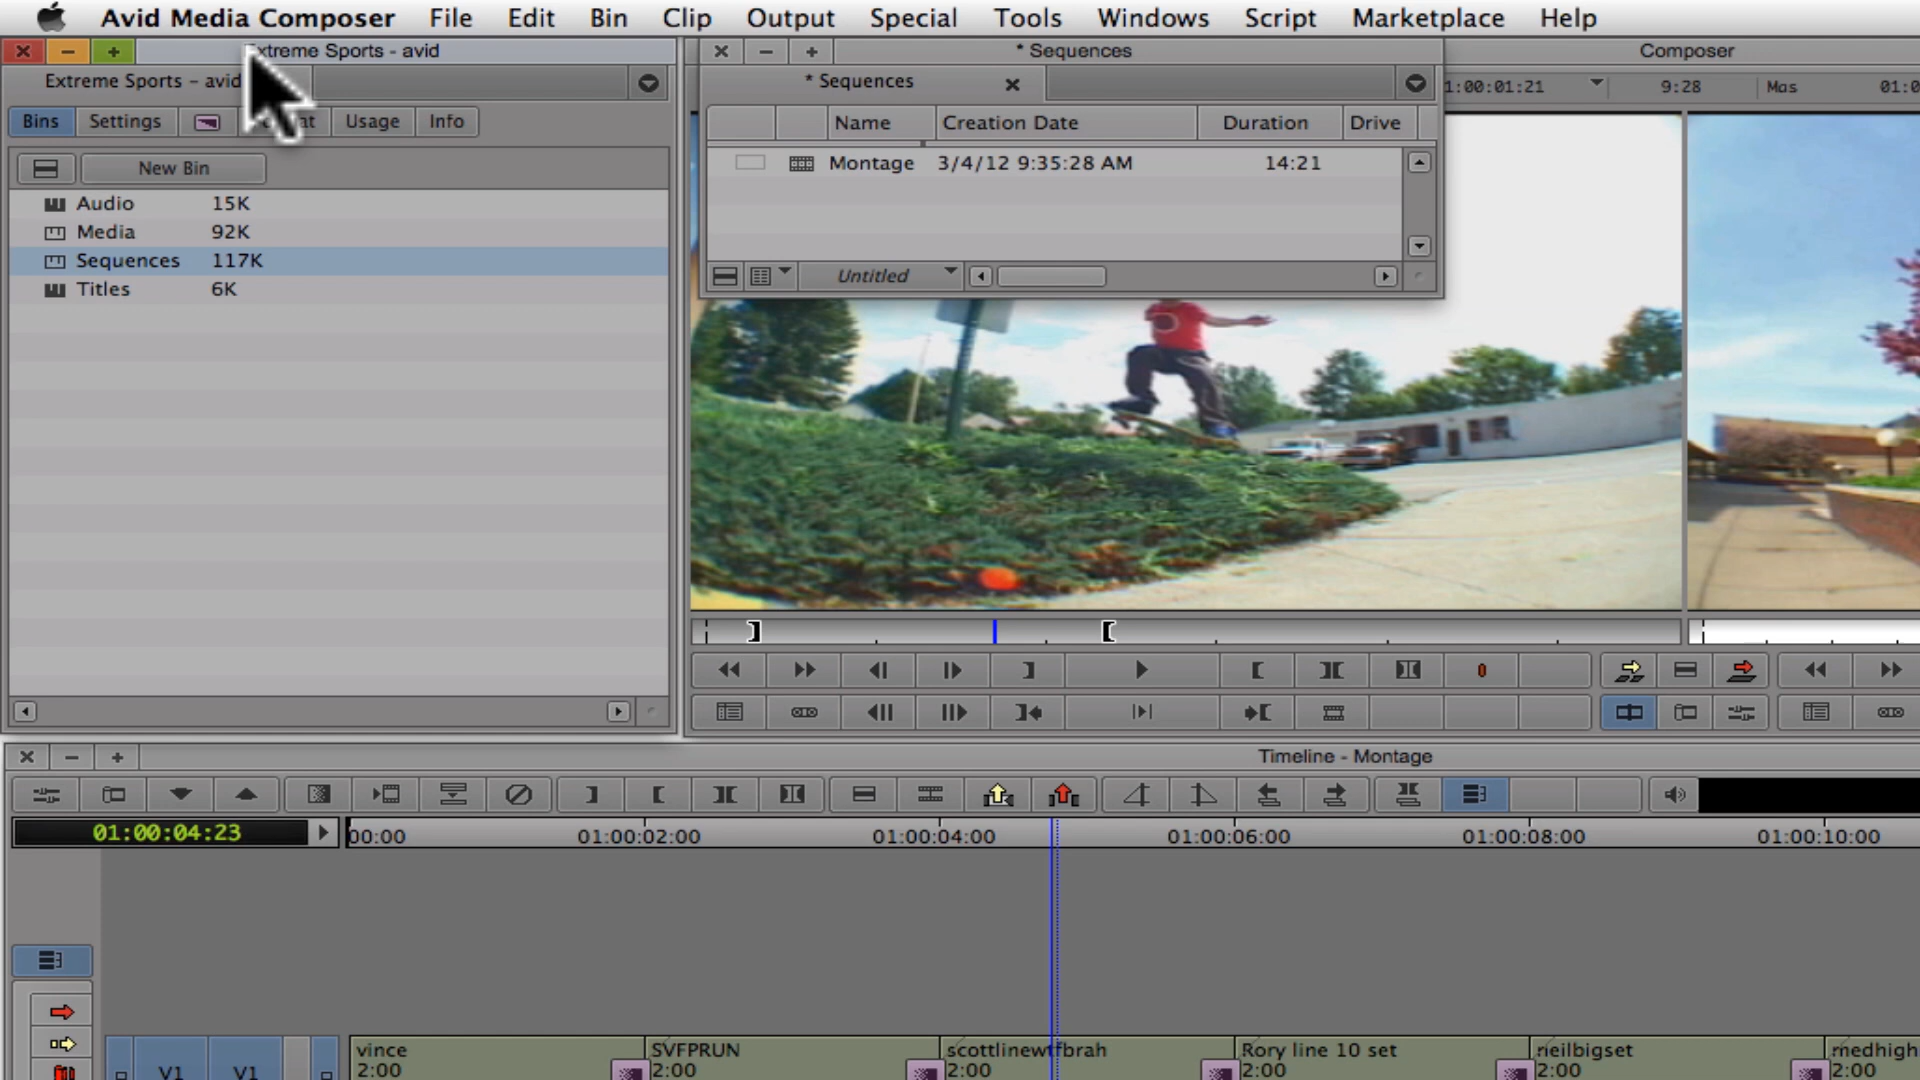 Avid Media Composer File Edit Bin Clip Output Special Tools Windows Script Marketplace Help
xtreme Sports - avid
Extreme Sports - avid
Bins Settings Usage Info
New Bin
Audio 15K
Media 92K
Sequences 117K
Titles 6K
* Sequences
* Sequences
Name Creation Date Duration Drive
Montage 3/4/12 9:35:28 AM 14:21
Untitled
Composer
1:00:01:21 9:28 Mas 01:0
Timeline - Montage
01:00:04:23
00:00 01:00:02:00 01:00:04:00 01:00:06:00 01:00:08:00 01:00:10:00
V1 V1
vince SVFPRUN scottlinewtfbrah Rory line 10 set neilbigset medhigh
2:00 2:00 2:00 2:00 2:00 2:00